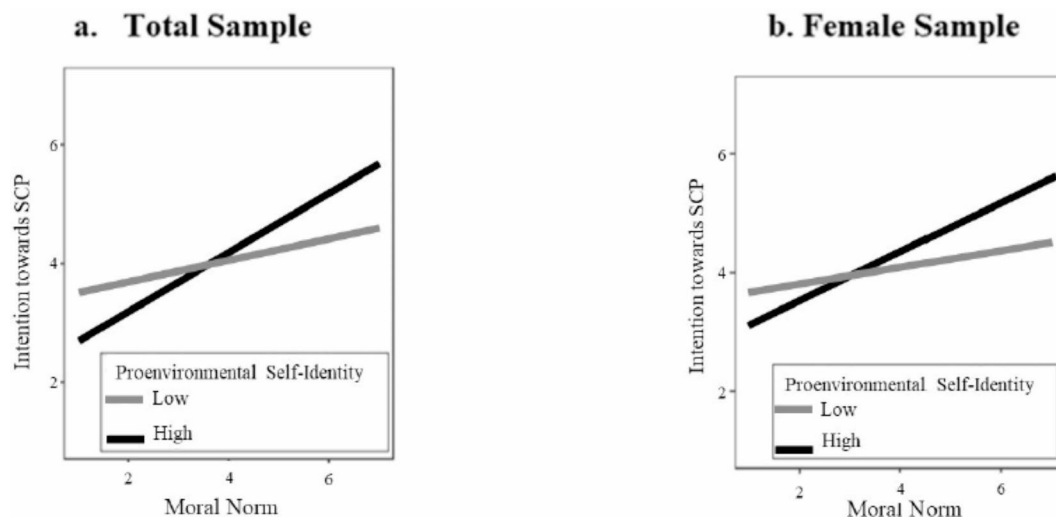 a. Total Sample
6
4
2
Intention towards SCP
Proenvironmental Self-Identity
Low
High
2 4 6
Moral Norm
b. Female Sample
6
4
2
Intention towards SCP
Proenvironmental Self-Identity
Low
High
2 4 6
Moral Norm